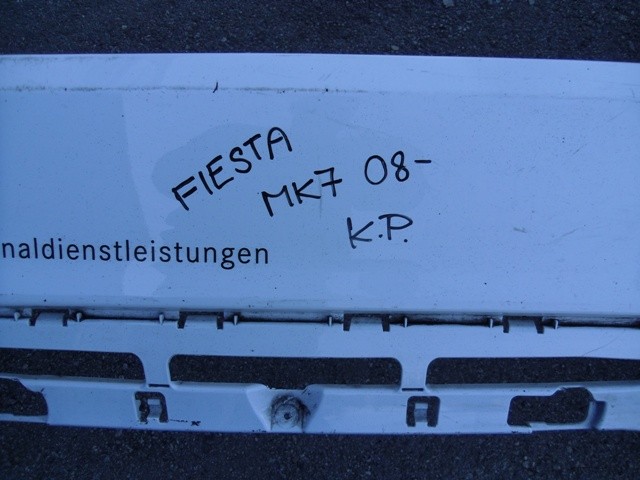 FIESTA
MK7 08-
K.P.
naldienstleistungen